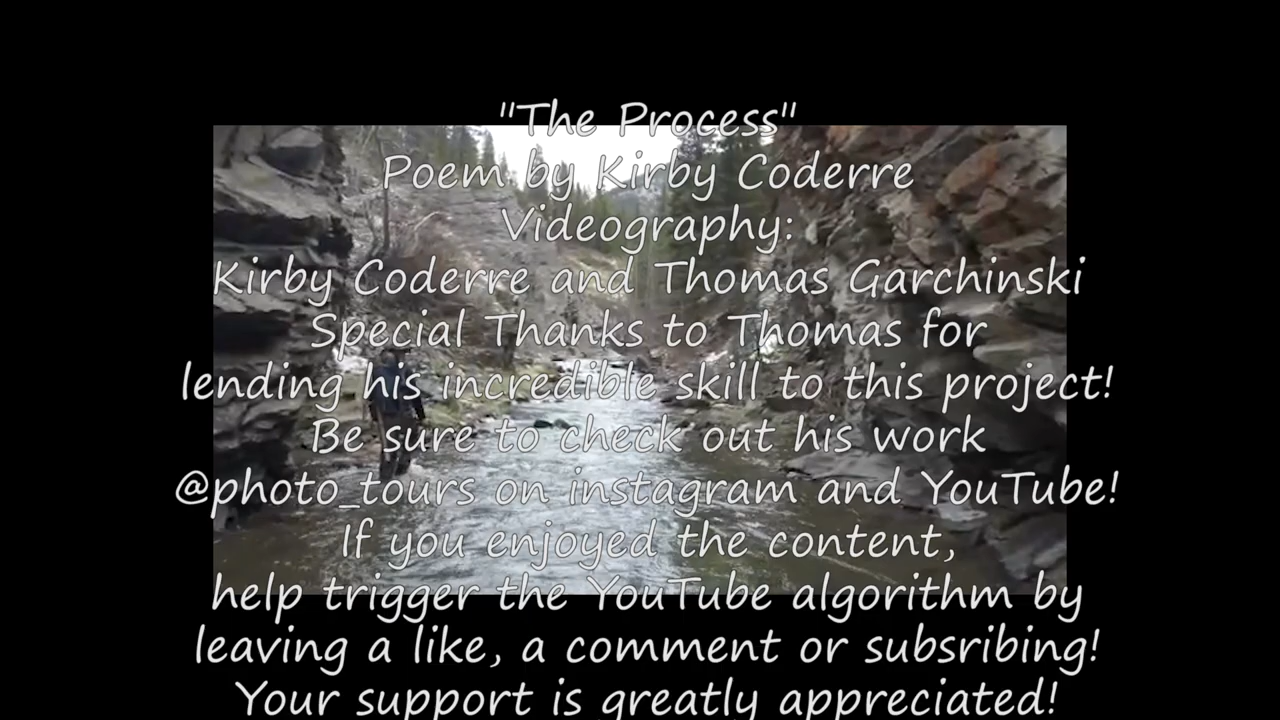 "The Process"
Poem by Kirby Coderre
Videography:
Kirby Coderre and Thomas Garchinski
Special Thanks to Thomas for
lending his incredible skill to this project!
Be sure to check out his work
@photo_tours on instagram and YouTube!
If you enjoyed the content,
help trigger the YouTube algorithm by
leaving a like, a comment or subsribing!
Your support is greatly appreciated!